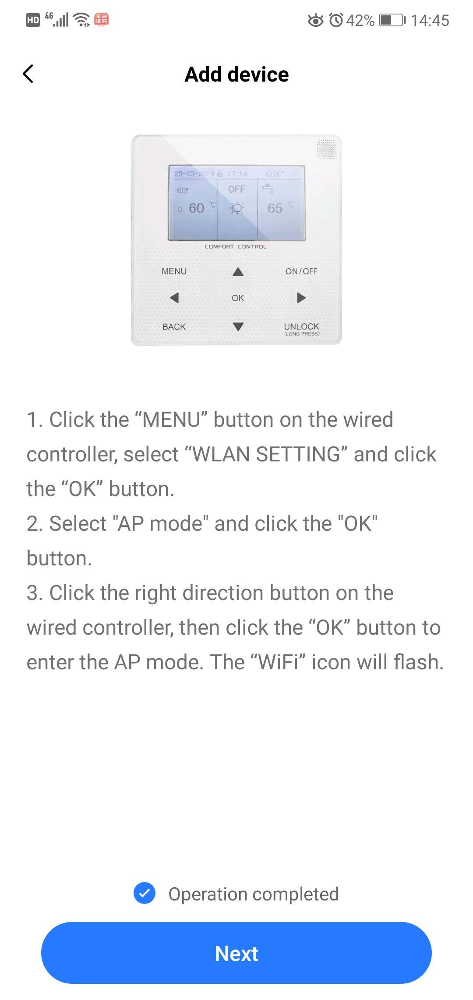 HD 4G 平安证券 42% 14:45
Add device
25-03-2019 17:14 26°
OFF
60 °C 65 °C
COMFORT CONTROL
MENU ON/OFF
OK
BACK UNLOCK
(LONG PRESS)
1. Click the “MENU” button on the wired
controller, select “WLAN SETTING” and click
the “OK” button.
2. Select "AP mode" and click the "OK"
button.
3. Click the right direction button on the
wired controller, then click the “OK” button to
enter the AP mode. The “WiFi” icon will flash.
Operation completed
Next